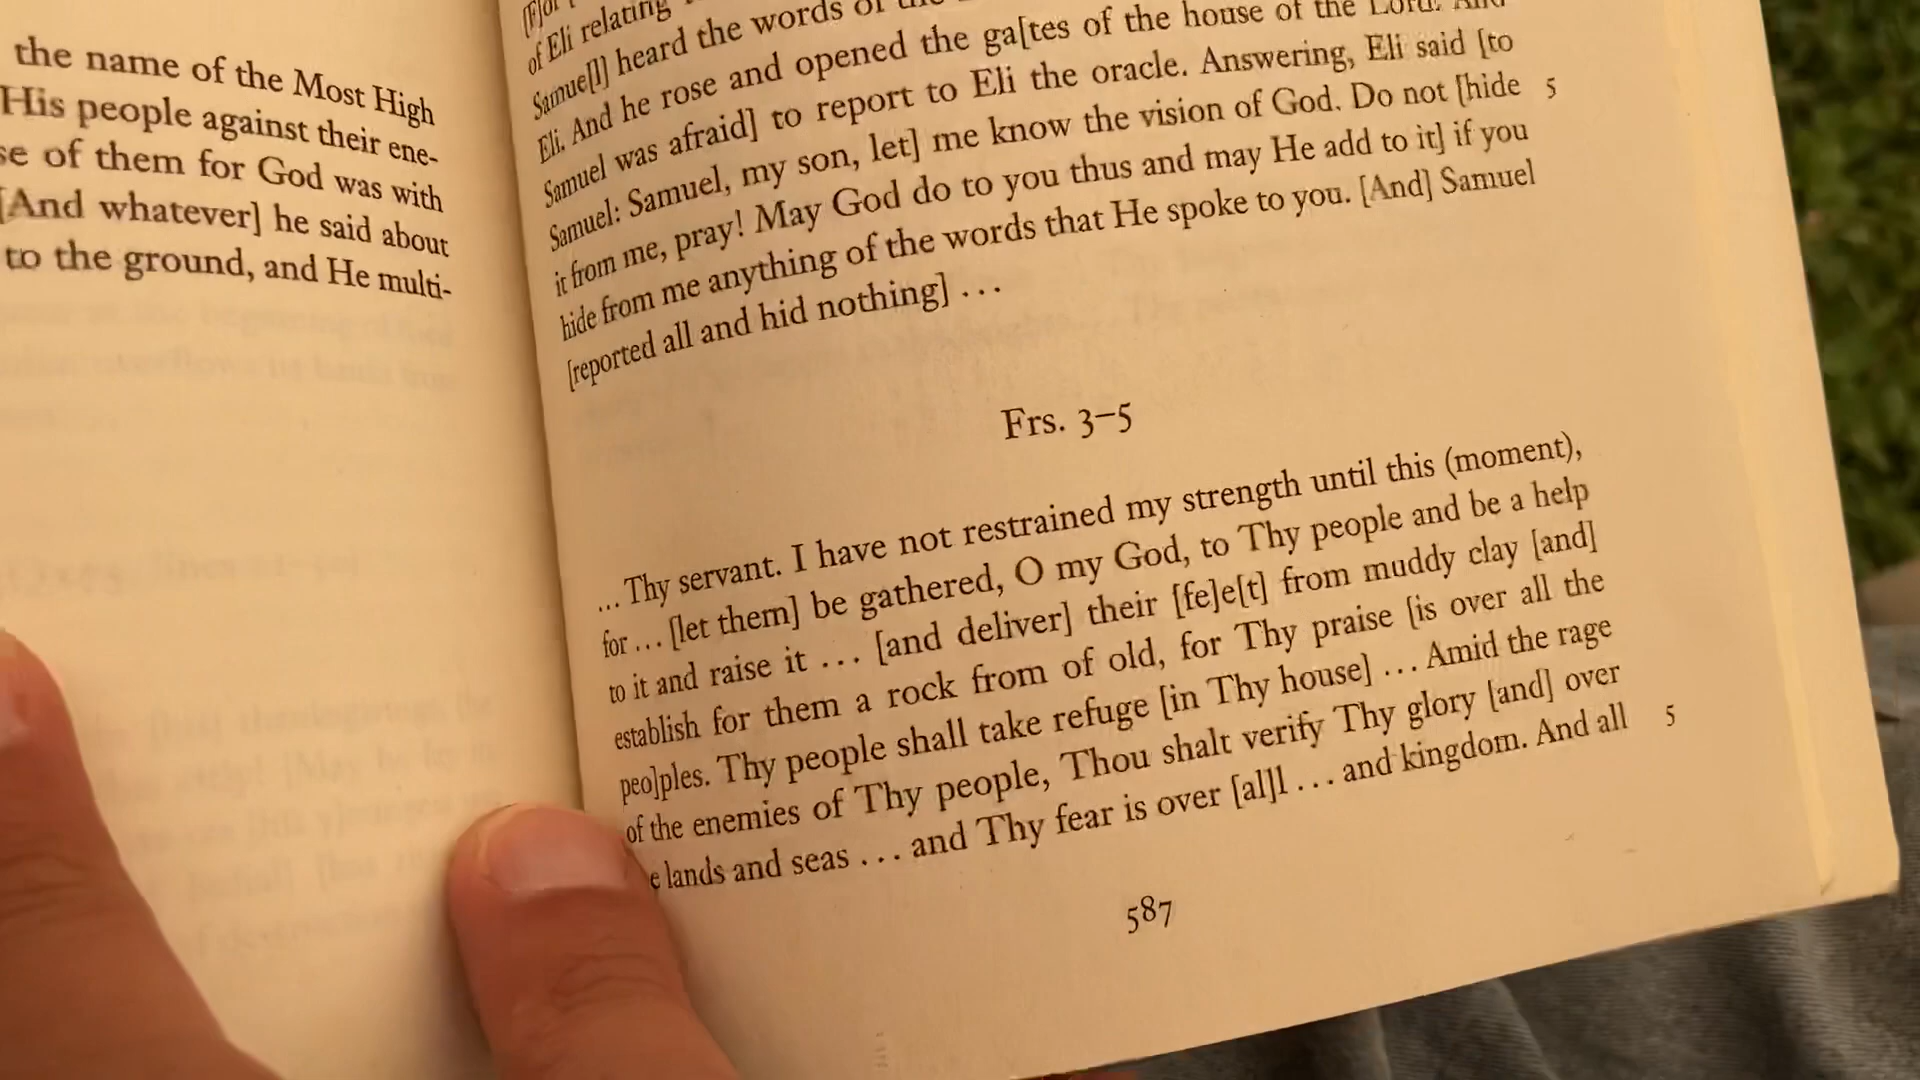 the name of the Most High
His people against their ene-
se of them for God was with
[And whatever] he said about
to the ground, and He multi-
of Eli relating
Samue[l] heard the words of the
Eli. And he rose and opened the ga[tes of the house of the Lord. And
Samuel was afraid] to report to Eli the oracle. Answering, Eli said [to
Samuel: Samuel, my son, let] me know the vision of God. Do not [hide 5
it from me, pray! May God do to you thus and may He add to it] if you
hide from me anything of the words that He spoke to you. [And] Samuel
[reported all and hid nothing] ...
Frs. 3–5
... Thy servant. I have not restrained my strength until this (moment),
for ... [let them] be gathered, O my God, to Thy people and be a help
to it and raise it ... [and deliver] their [fe]e[t] from muddy clay [and]
establish for them a rock from of old, for Thy praise [is over all the
peo]ples. Thy people shall take refuge [in Thy house] ... Amid the rage
of the enemies of Thy people, Thou shalt verify Thy glory [and] over
e lands and seas ... and Thy fear is over [al]l ... and kingdom. And all 5
587